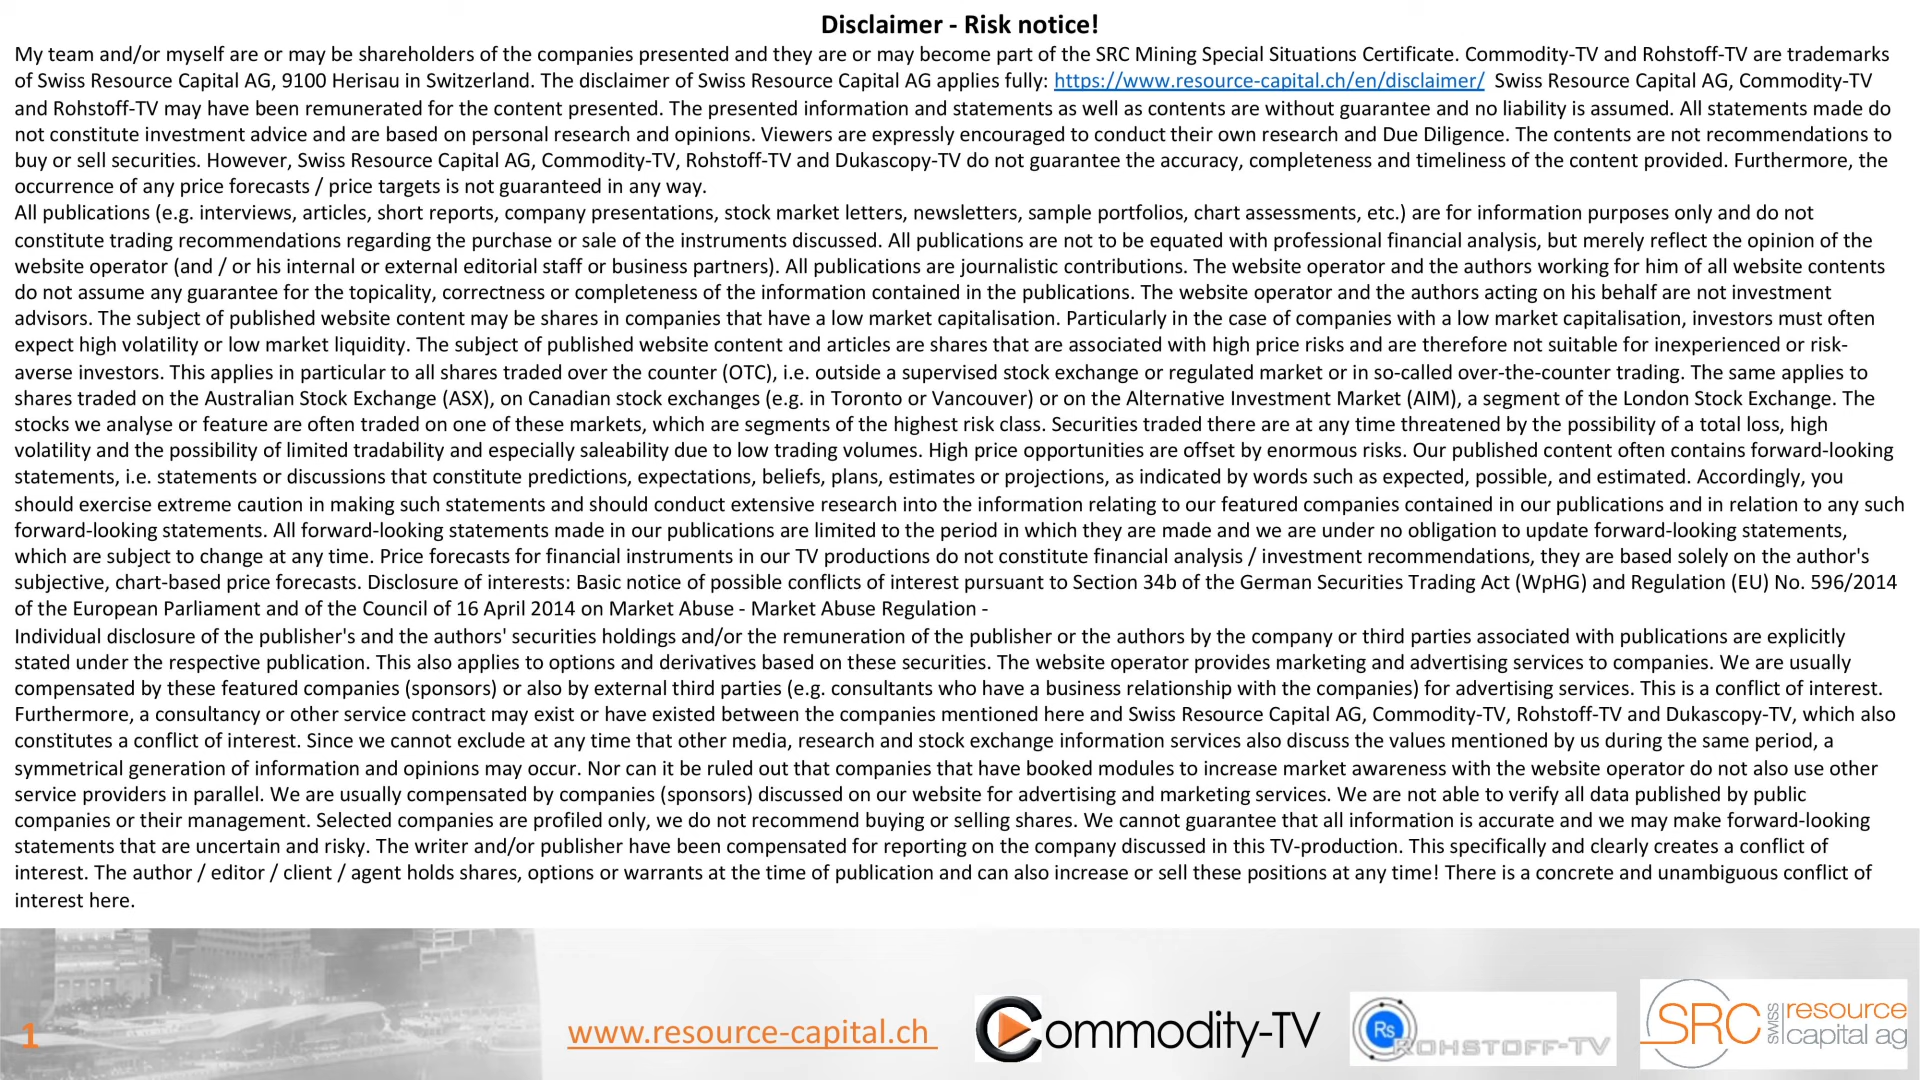 Disclaimer - Risk notice!
My team and/or myself are or may be shareholders of the companies presented and they are or may become part of the SRC Mining Special Situations Certificate. Commodity-TV and Rohstoff-TV are trademarks
of Swiss Resource Capital AG, 9100 Herisau in Switzerland. The disclaimer of Swiss Resource Capital AG applies fully: https://www.resource-capital.ch/en/disclaimer/ Swiss Resource Capital AG, Commodity-TV
and Rohstoff-TV may have been remunerated for the content presented. The presented information and statements as well as contents are without guarantee and no liability is assumed. All statements made do
not constitute investment advice and are based on personal research and opinions. Viewers are expressly encouraged to conduct their own research and Due Diligence. The contents are not recommendations to
buy or sell securities. However, Swiss Resource Capital AG, Commodity-TV, Rohstoff-TV and Dukascopy-TV do not guarantee the accuracy, completeness and timeliness of the content provided. Furthermore, the
occurrence of any price forecasts / price targets is not guaranteed in any way.
All publications (e.g. interviews, articles, short reports, company presentations, stock market letters, newsletters, sample portfolios, chart assessments, etc.) are for information purposes only and do not
constitute trading recommendations regarding the purchase or sale of the instruments discussed. All publications are not to be equated with professional financial analysis, but merely reflect the opinion of the
website operator (and / or his internal or external editorial staff or business partners). All publications are journalistic contributions. The website operator and the authors working for him of all website contents
do not assume any guarantee for the topicality, correctness or completeness of the information contained in the publications. The website operator and the authors acting on his behalf are not investment
advisors. The subject of published website content may be shares in companies that have a low market capitalisation. Particularly in the case of companies with a low market capitalisation, investors must often
expect high volatility or low market liquidity. The subject of published website content and articles are shares that are associated with high price risks and are therefore not suitable for inexperienced or risk-
averse investors. This applies in particular to all shares traded over the counter (OTC), i.e. outside a supervised stock exchange or regulated market or in so-called over-the-counter trading. The same applies to
shares traded on the Australian Stock Exchange (ASX), on Canadian stock exchanges (e.g. in Toronto or Vancouver) or on the Alternative Investment Market (AIM), a segment of the London Stock Exchange. The
stocks we analyse or feature are often traded on one of these markets, which are segments of the highest risk class. Securities traded there are at any time threatened by the possibility of a total loss, high
volatility and the possibility of limited tradability and especially saleability due to low trading volumes. High price opportunities are offset by enormous risks. Our published content often contains forward-looking
statements, i.e. statements or discussions that constitute predictions, expectations, beliefs, plans, estimates or projections, as indicated by words such as expected, possible, and estimated. Accordingly, you
should exercise extreme caution in making such statements and should conduct extensive research into the information relating to our featured companies contained in our publications and in relation to any such
forward-looking statements. All forward-looking statements made in our publications are limited to the period in which they are made and we are under no obligation to update forward-looking statements,
which are subject to change at any time. Price forecasts for financial instruments in our TV productions do not constitute financial analysis / investment recommendations, they are based solely on the author's
subjective, chart-based price forecasts. Disclosure of interests: Basic notice of possible conflicts of interest pursuant to Section 34b of the German Securities Trading Act (WpHG) and Regulation (EU) No. 596/2014
of the European Parliament and of the Council of 16 April 2014 on Market Abuse - Market Abuse Regulation -
Individual disclosure of the publisher's and the authors' securities holdings and/or the remuneration of the publisher or the authors by the company or third parties associated with publications are explicitly
stated under the respective publication. This also applies to options and derivatives based on these securities. The website operator provides marketing and advertising services to companies. We are usually
compensated by these featured companies (sponsors) or also by external third parties (e.g. consultants who have a business relationship with the companies) for advertising services. This is a conflict of interest.
Furthermore, a consultancy or other service contract may exist or have existed between the companies mentioned here and Swiss Resource Capital AG, Commodity-TV, Rohstoff-TV and Dukascopy-TV, which also
constitutes a conflict of interest. Since we cannot exclude at any time that other media, research and stock exchange information services also discuss the values mentioned by us during the same period, a
symmetrical generation of information and opinions may occur. Nor can it be ruled out that companies that have booked modules to increase market awareness with the website operator do not also use other
service providers in parallel. We are usually compensated by companies (sponsors) discussed on our website for advertising and marketing services. We are not able to verify all data published by public
companies or their management. Selected companies are profiled only, we do not recommend buying or selling shares. We cannot guarantee that all information is accurate and we may make forward-looking
statements that are uncertain and risky. The writer and/or publisher have been compensated for reporting on the company discussed in this TV-production. This specifically and clearly creates a conflict of
interest. The author / editor / client / agent holds shares, options or warrants at the time of publication and can also increase or sell these positions at any time! There is a concrete and unambiguous conflict of
interest here.
1
www.resource-capital.ch
Commodity-TV
Rs
ROHSTOFF-TV
SRC
SWISS
resource
capital ag